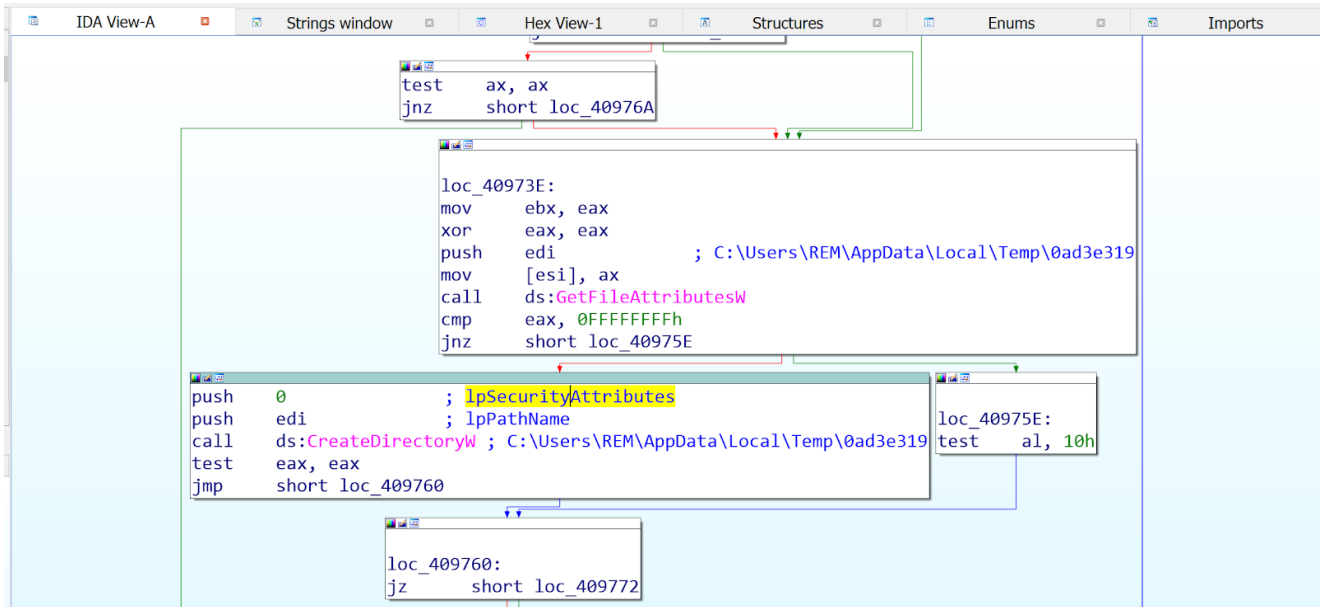 IDA View-A Strings window Hex View-1 Structures Enums Imports
test ax, ax
jnz short loc_40976A
loc_40973E:
mov ebx, eax
xor eax, eax
push edi ; C:\Users\REM\AppData\Local\Temp\0ad3e319
mov [esi], ax
call ds:GetFileAttributesW
cmp eax, 0FFFFFFFFh
jnz short loc_40975E
push 0 ; lpSecurityAttributes
push edi ; lpPathName
call ds:CreateDirectoryW ; C:\Users\REM\AppData\Local\Temp\0ad3e319
test eax, eax
jmp short loc_409760
loc_40975E:
test al, 10h
loc_409760:
jz short loc_409772